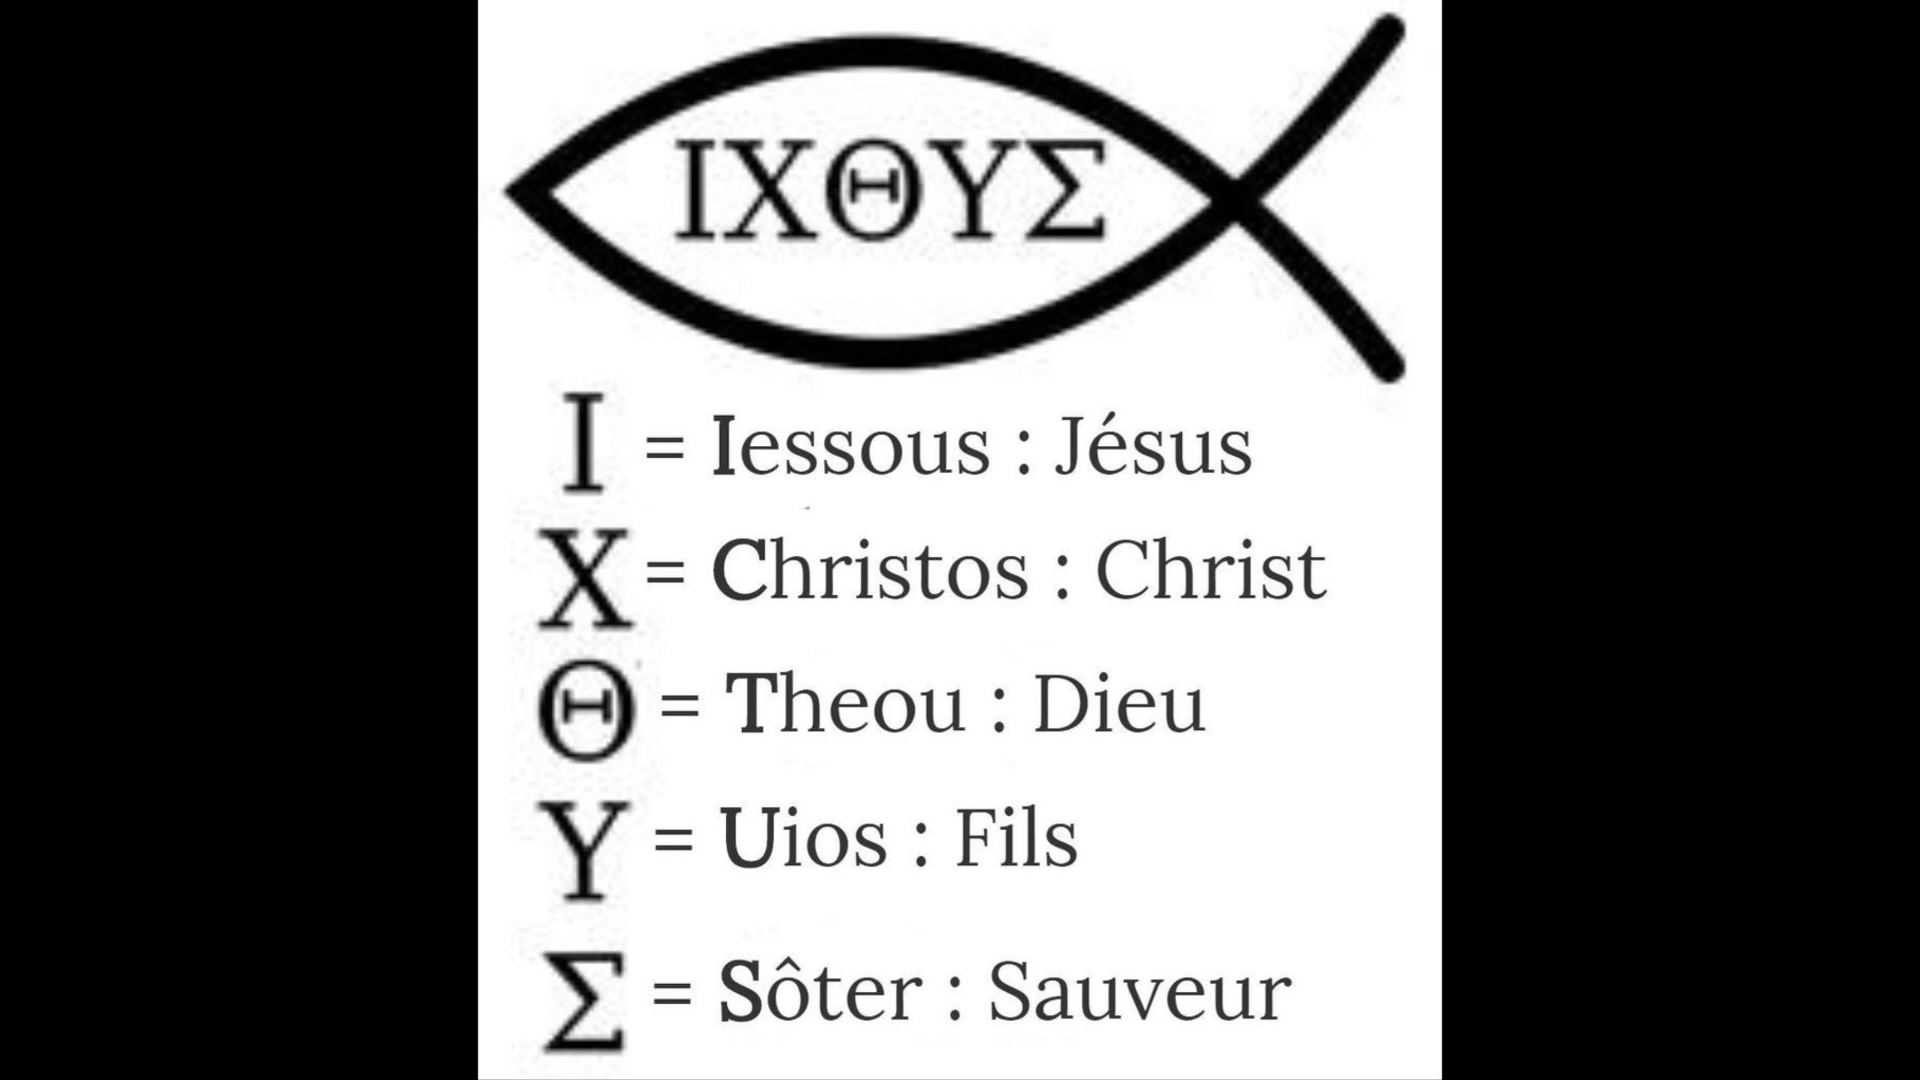 ΙΧΘΥΣ
Ι = Iessous : Jésus
Χ = Christos : Christ
Θ = Theou : Dieu
Υ = Uios : Fils
Σ = Sôter : Sauveur